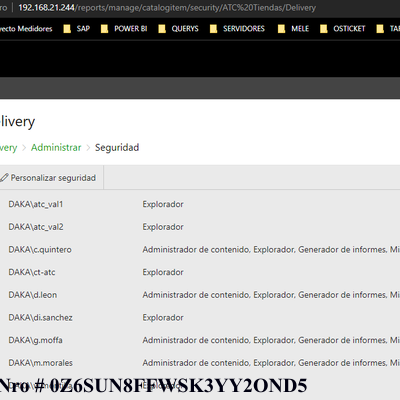 ro | 192.168.21.244/reports/manage/catalogitem/security/ATC%20Tiendas/Delivery
yecto Medidores SAP POWER BI QUERYS SERVIDORES MELE OSTICKET TAR
livery
very > Administrar > Seguridad
Personalizar seguridad
DAKA\atc_val1 Explorador
DAKA\atc_val2 Explorador
DAKA\c.quintero Administrador de contenido, Explorador, Generador de informes, Mi
DAKA\ct-atc Explorador
DAKA\d.leon Administrador de contenido, Explorador, Generador de informes, Mi
DAKA\di.sanchez Explorador
DAKA\g.moffa Administrador de contenido, Explorador, Generador de informes, Mi
DAKA\m.morales Administrador de contenido, Explorador, Generador de informes, Mi
Nro # 0Z6SUN8FFWSK3YY2OND5